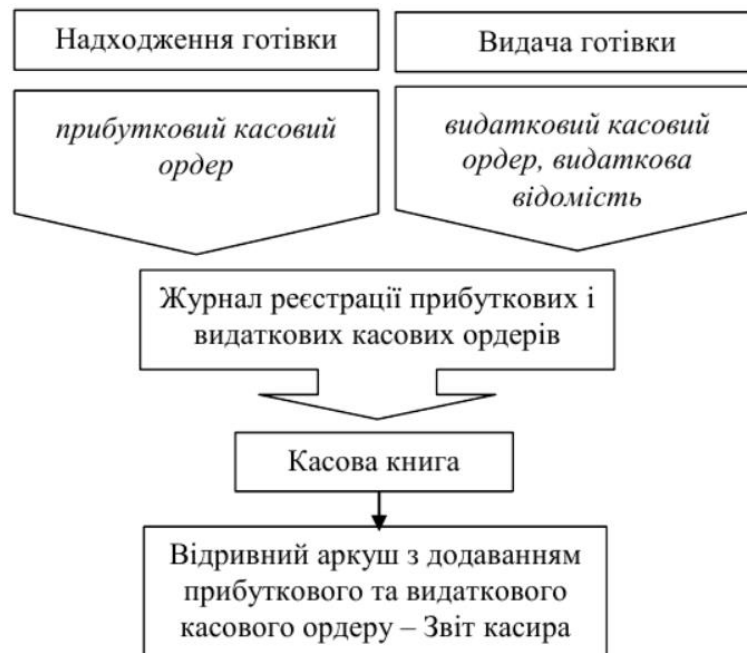 Надходження готівки
Видача готівки
прибутковий касовий
ордер
видатковий касовий
ордер, видаткова
відомість
Журнал реєстрації прибуткових і
видаткових касових ордерів
Касова книга
Відривний аркуш з додаванням
прибуткового та видаткового
касового ордеру – Звіт касира